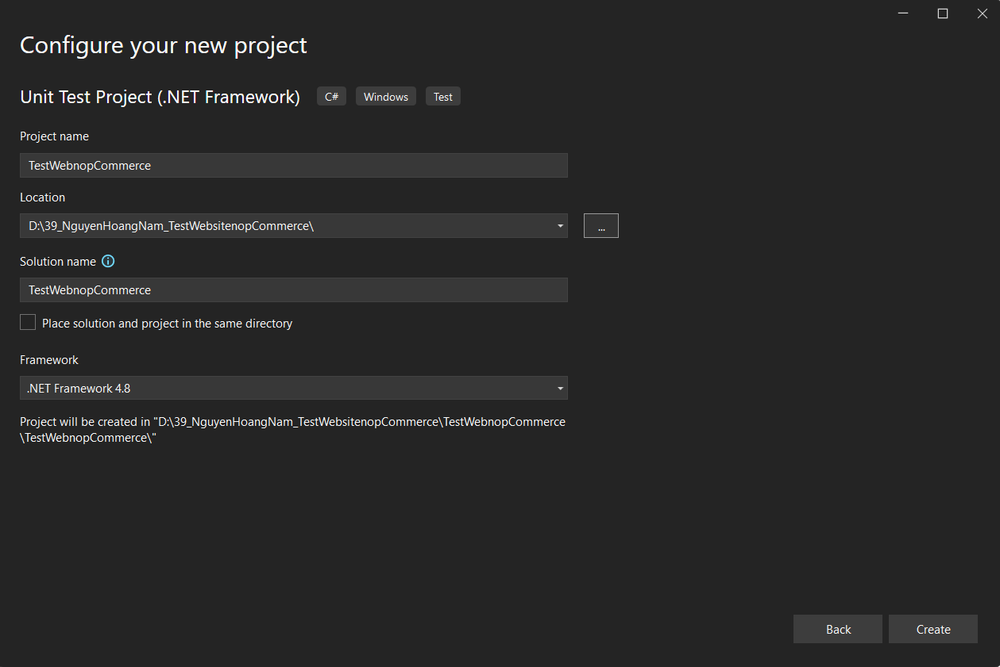 Configure your new project
Unit Test Project (.NET Framework) C# Windows Test
Project name
TestWebnopCommerce
Location
D:\39_NguyenHoangNam_TestWebsitenopCommerce\
...
Solution name
TestWebnopCommerce
Place solution and project in the same directory
Framework
.NET Framework 4.8
Project will be created in "D:\39_NguyenHoangNam_TestWebsitenopCommerce\TestWebnopCommerce
\TestWebnopCommerce\"
Back Create